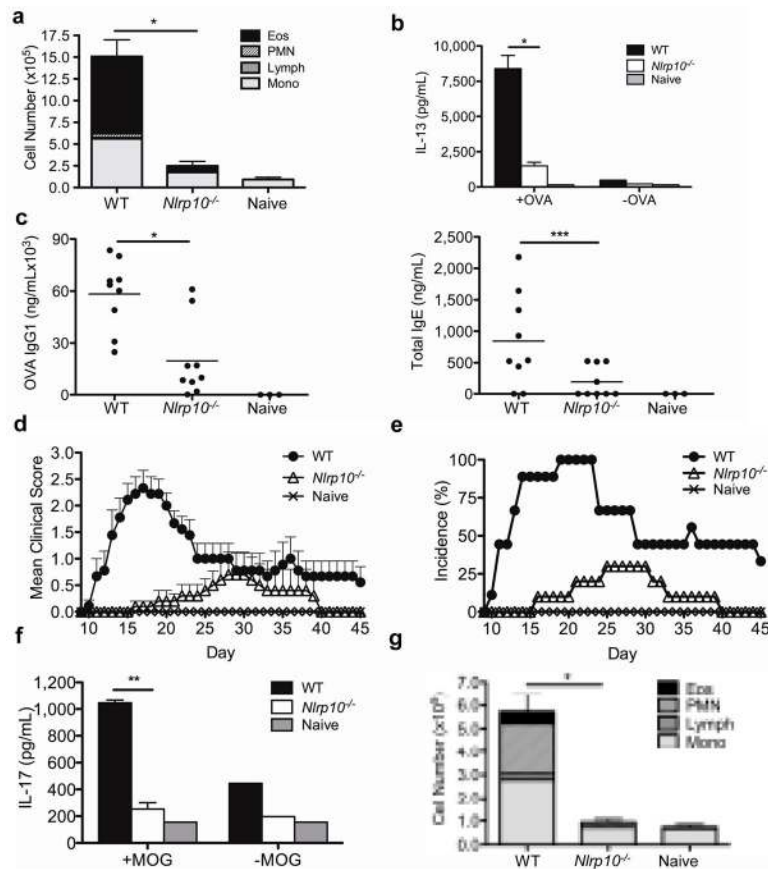 a
*
17.5
15.0
12.5
10.0
7.5
5.0
2.5
0.0
Cell Number (x10⁵)
Eos
PMN
Lymph
Mono
WT
Nlrp10-/-
Naive
b
*
10,000
7,500
5,000
2,500
0
IL-13 (pg/mL)
WT
Nlrp10-/-
Naive
+OVA
-OVA
c
*
90
60
30
0
OVA IgG1 (ng/mLx10³)
WT
Nlrp10-/-
Naive
***
2,500
2,000
1,500
1,000
500
0
Total IgE (ng/mL)
WT
Nlrp10-/-
Naive
d
3.0
2.5
2.0
1.5
1.0
0.5
0.0
Mean Clinical Score
WT
Nlrp10-/-
Naive
10 15 20 25 30 35 40 45
Day
e
100
75
50
25
0
Incidence (%)
WT
Nlrp10-/-
Naive
10 15 20 25 30 35 40 45
Day
f
**
1,200
1,000
800
600
400
200
0
IL-17 (pg/mL)
WT
Nlrp10-/-
Naive
+MOG
-MOG
g
*
7.0
6.0
5.0
4.0
3.0
2.0
1.0
0.0
Cell Number
Eos
PMN
Lymph
Mono
WT
Nlrp10-/-
Naive